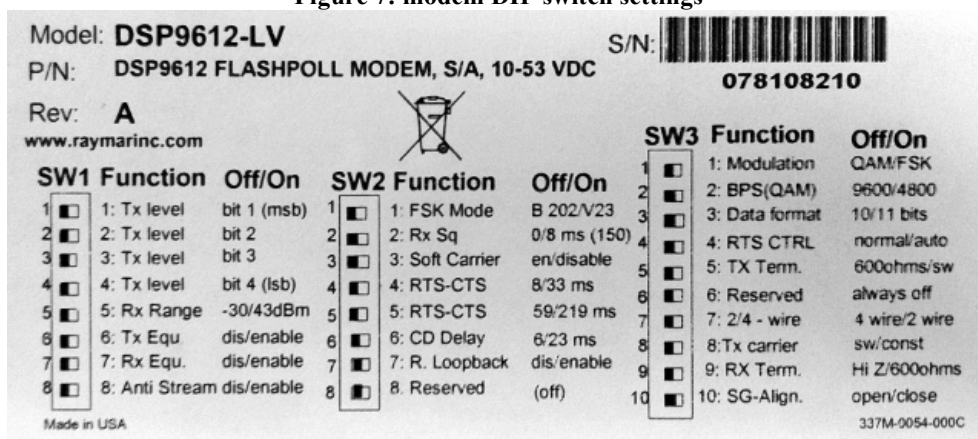 Figure 7: modem DIP switch settings
Model: DSP9612-LV
S/N:
P/N: DSP9612 FLASHPOLL MODEM, S/A, 10-53 VDC
078108210
Rev: A
www.raymarinc.com
SW1 Function Off/On
1 1: Tx level bit 1 (msb)
2 2: Tx level bit 2
3 3: Tx level bit 3
4 4: Tx level bit 4 (lsb)
5 5: Rx Range -30/43dBm
6 6: Tx Equ. dis/enable
7 7: Rx Equ. dis/enable
8 8: Anti Stream dis/enable
Made in USA
SW2 Function Off/On
1 1: FSK Mode B 202/V23
2 2: Rx Sq 0/8 ms (150)
3 3: Soft Carrier en/disable
4 4: RTS-CTS 8/33 ms
5 5: RTS-CTS 59/219 ms
6 6: CD Delay 6/23 ms
7 7: R. Loopback dis/enable
8 8. Reserved (off)
SW3 Function Off/On
1 1: Modulation QAM/FSK
2 2: BPS(QAM) 9600/4800
3 3: Data format 10/11 bits
4 4: RTS CTRL normal/auto
5 5: TX Term. 600ohms/sw
6 6: Reserved always off
7 7: 2/4 - wire 4 wire/2 wire
8 8:Tx carrier sw/const
9 9: RX Term. Hi Z/600ohms
10 10: SG-Align. open/close
337M-0054-000C